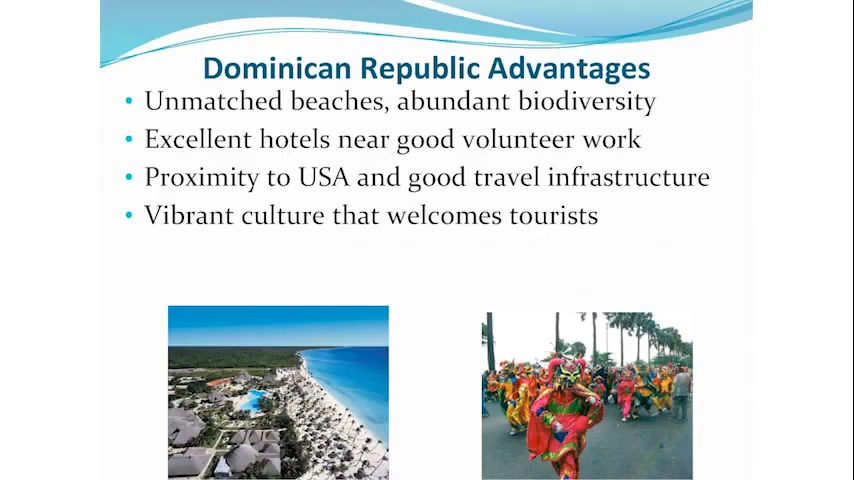 Dominican Republic Advantages
• Unmatched beaches, abundant biodiversity
• Excellent hotels near good volunteer work
• Proximity to USA and good travel infrastructure
• Vibrant culture that welcomes tourists